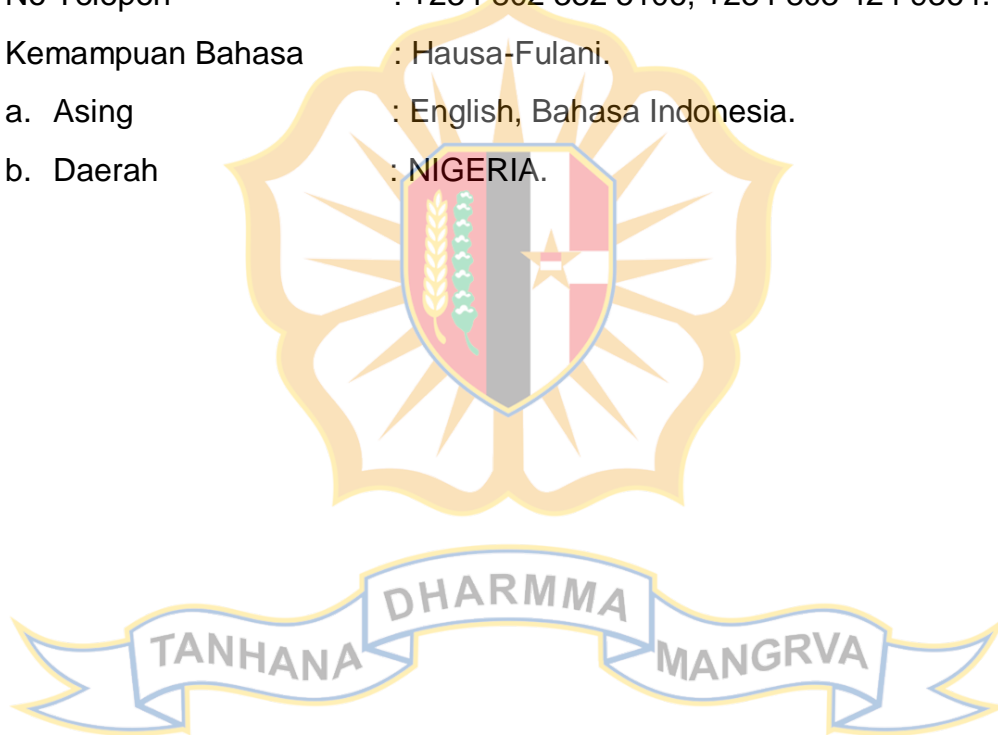 Kemampuan Bahasa : Hausa-Fulani.
a. Asing : English, Bahasa Indonesia.
b. Daerah : NIGERIA.
TANHANA DHARMMA MANGRVA